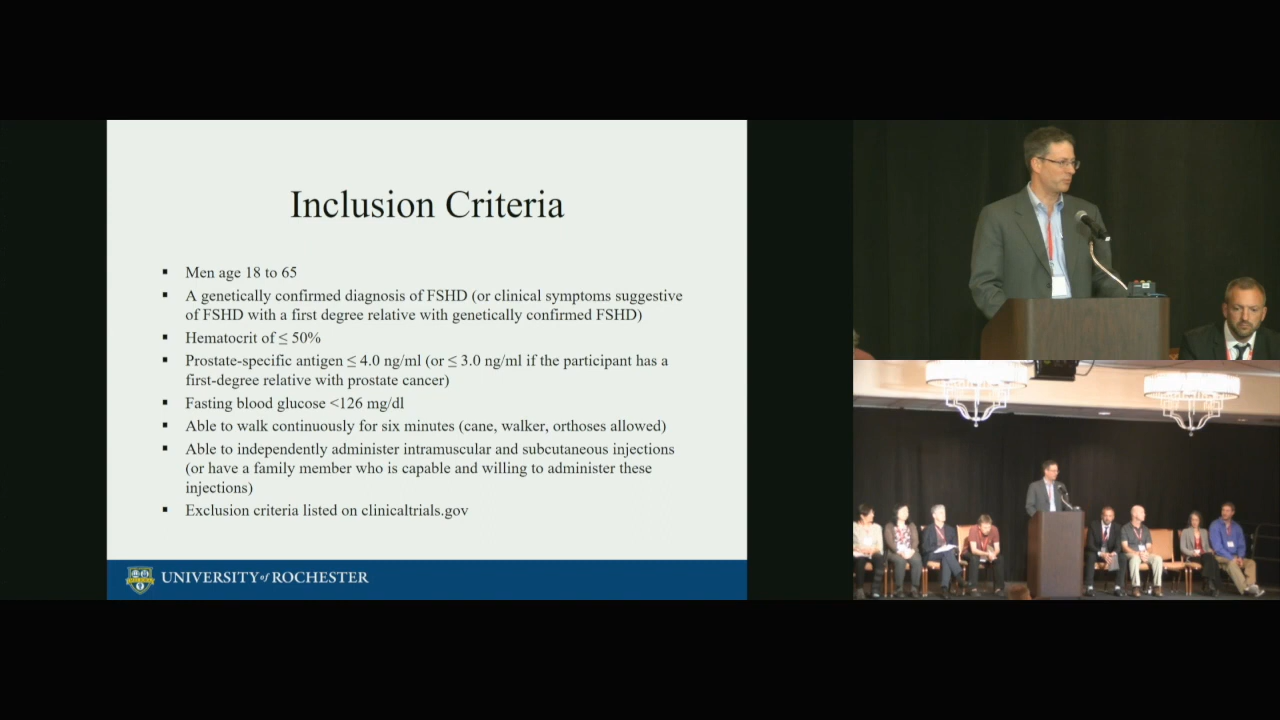 Inclusion Criteria
Men age 18 to 65
A genetically confirmed diagnosis of FSHD (or clinical symptoms suggestive
of FSHD with a first degree relative with genetically confirmed FSHD)
Hematocrit of ≤ 50%
Prostate-specific antigen ≤ 4.0 ng/ml (or ≤ 3.0 ng/ml if the participant has a
first-degree relative with prostate cancer)
Fasting blood glucose <126 mg/dl
Able to walk continuously for six minutes (cane, walker, orthoses allowed)
Able to independently administer intramuscular and subcutaneous injections
(or have a family member who is capable and willing to administer these
injections)
Exclusion criteria listed on clinicaltrials.gov
UNIVERSITY of ROCHESTER